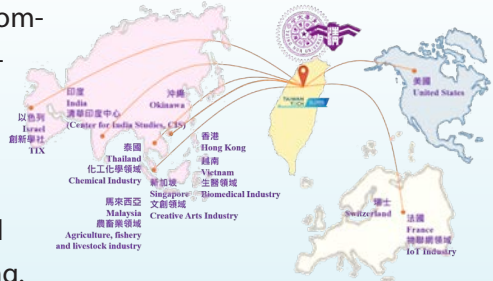 om-
l
ng.
印度
India
清華印度中心
(Center for India Studies, CIS)
沖繩
Okinawa
以色列
Israel
創新學社
TIX
泰國
Thailand
化工化學領域
Chemical Industry
香港
Hong Kong
越南
Vietnam
生醫領域
Biomedical Industry
新加坡
Singapore
文創領域
Creative Arts Industry
馬來西亞
Malaysia
農畜業領域
Agriculture, fishery
and livestock industry
美國
United States
瑞士
Switzerland
法國
France
物聯網領域
IoT Industry